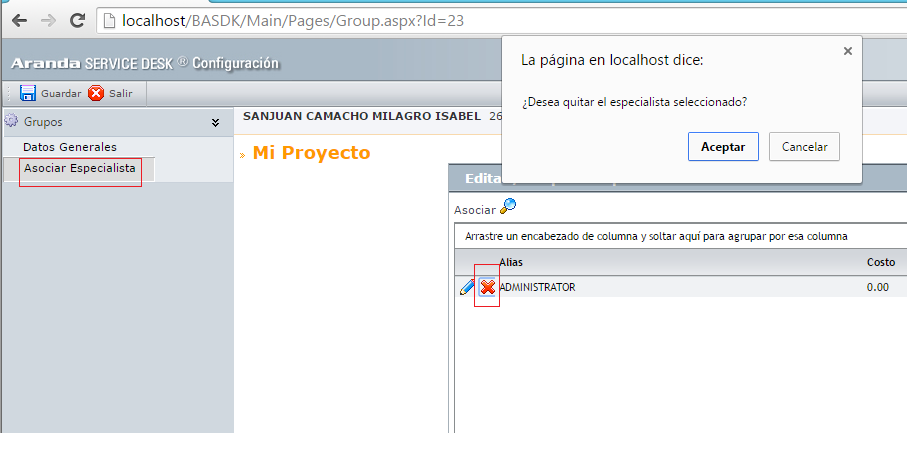 localhost/BASDK/Main/Pages/Group.aspx?Id=23
Aranda SERVICE DESK ® Configuración
Guardar Salir
Grupos
Datos Generales
Asociar Especialista
SANJUAN CAMACHO MILAGRO ISABEL 26
» Mi Proyecto
La página en localhost dice:
¿Desea quitar el especialista seleccionado?
Aceptar Cancelar
Asociar
Arrastre un encabezado de columna y soltar aquí para agrupar por esa columna
Alias Costo
ADMINISTRATOR 0.00